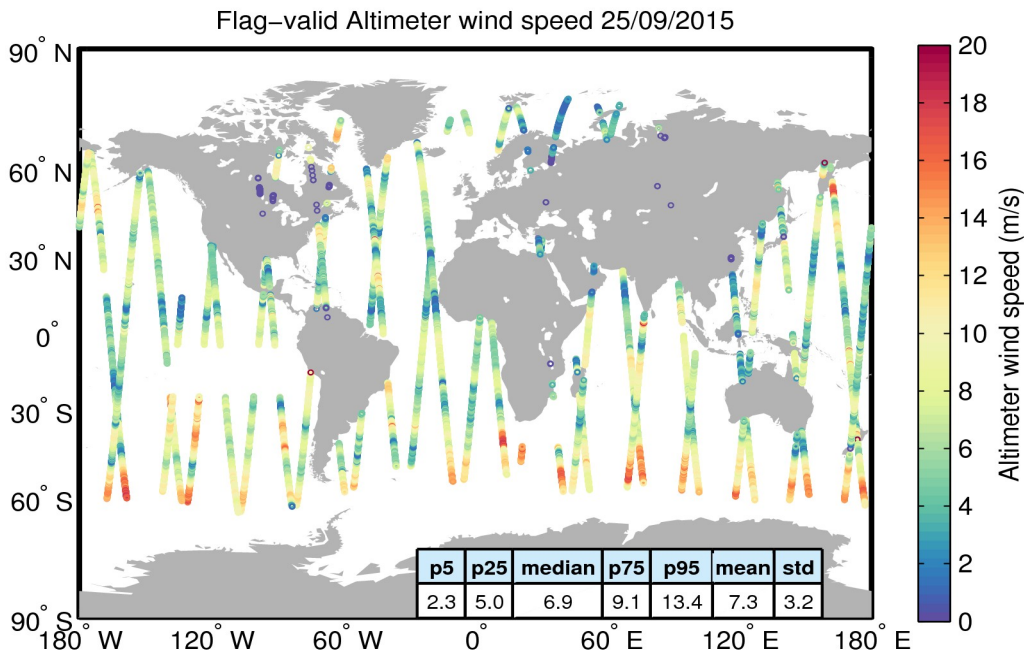 Flag−valid Altimeter wind speed 25/09/2015
90° N
60° N
30° N
0°
30° S
60° S
90° S
180° W
120° W
60° W
0°
60° E
120° E
180° E
p5 p25 median p75 p95 mean std
2.3 5.0 6.9 9.1 13.4 7.3 3.2
20
18
16
14
12
10
8
6
4
2
0
Altimeter wind speed (m/s)